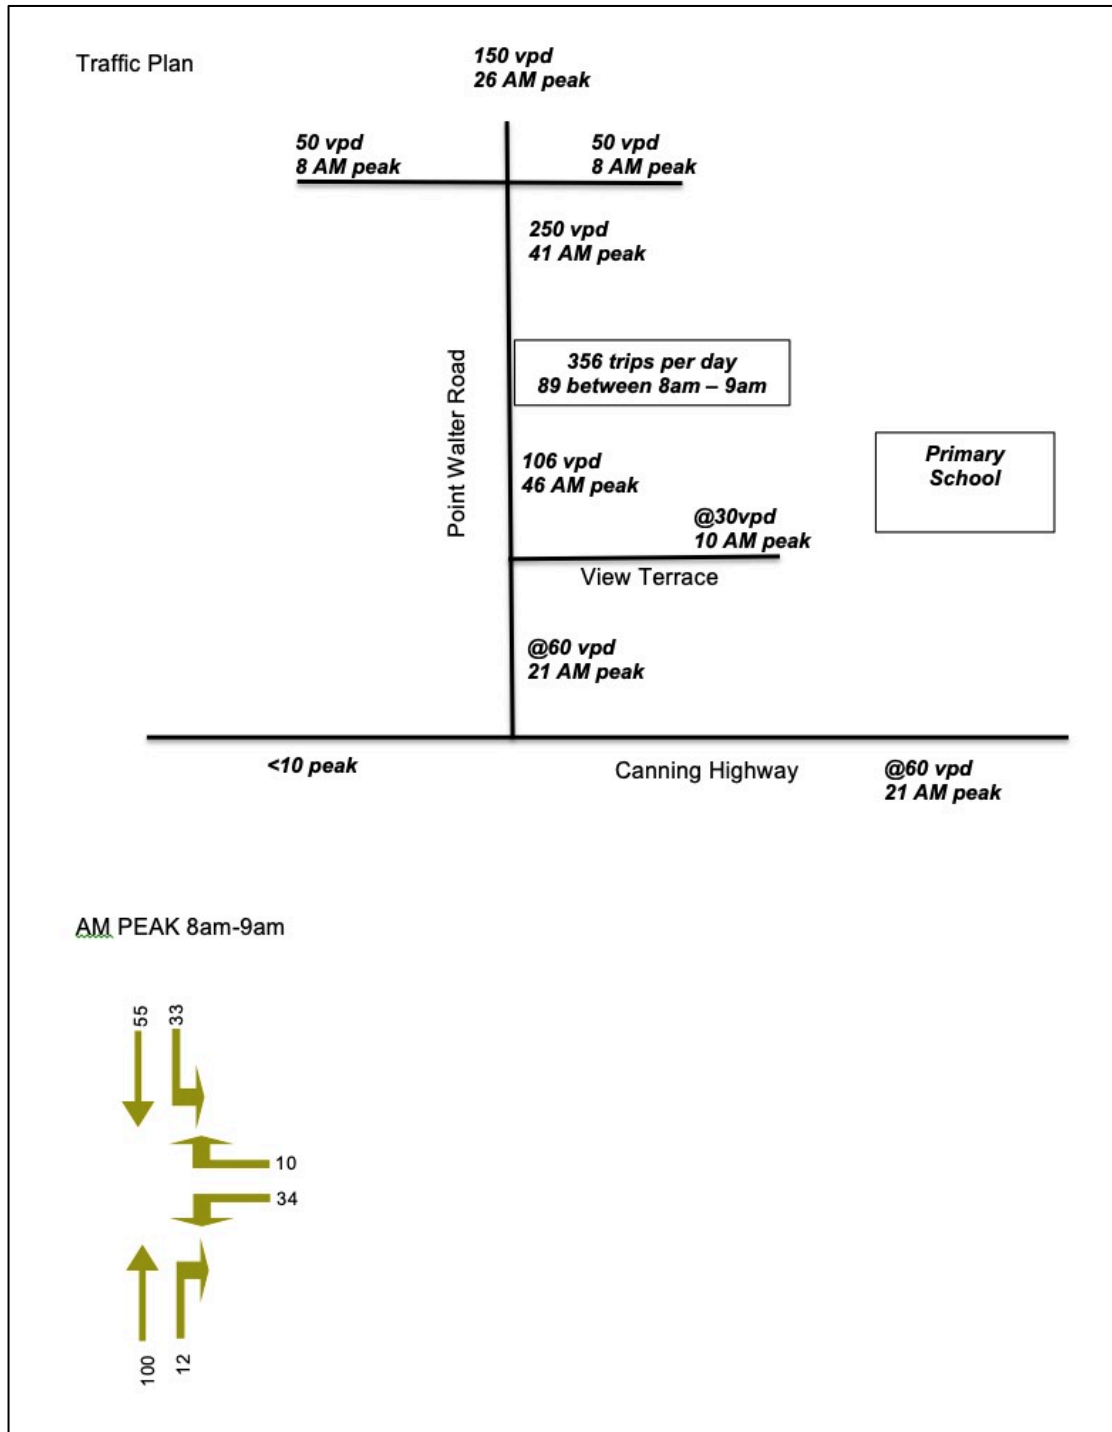 Traffic Plan
150 vpd
26 AM peak
50 vpd
8 AM peak
50 vpd
8 AM peak
250 vpd
41 AM peak
Point Walter Road
356 trips per day
89 between 8am – 9am
106 vpd
46 AM peak
Primary
School
@30vpd
10 AM peak
View Terrace
@60 vpd
21 AM peak
<10 peak
Canning Highway
@60 vpd
21 AM peak
AM PEAK 8am-9am
55
33
10
34
100
12